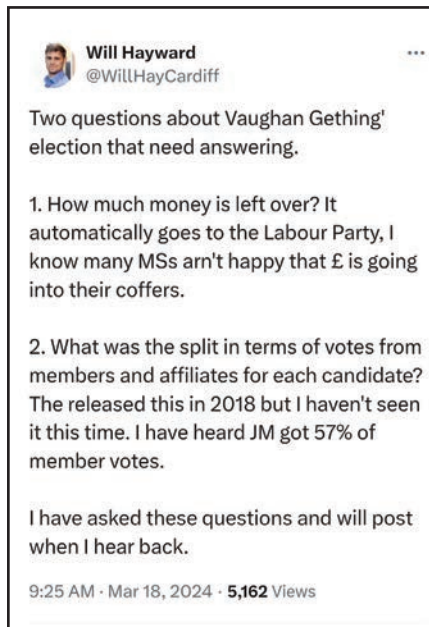 Will Hayward
@WillHayCardiff
Two questions about Vaughan Gething'
election that need answering.
1. How much money is left over? It
automatically goes to the Labour Party, I
know many MSs arn't happy that £ is going
into their coffers.
2. What was the split in terms of votes from
members and affiliates for each candidate?
The released this in 2018 but I haven't seen
it this time. I have heard JM got 57% of
member votes.
I have asked these questions and will post
when I hear back.
9:25 AM · Mar 18, 2024 · 5,162 Views